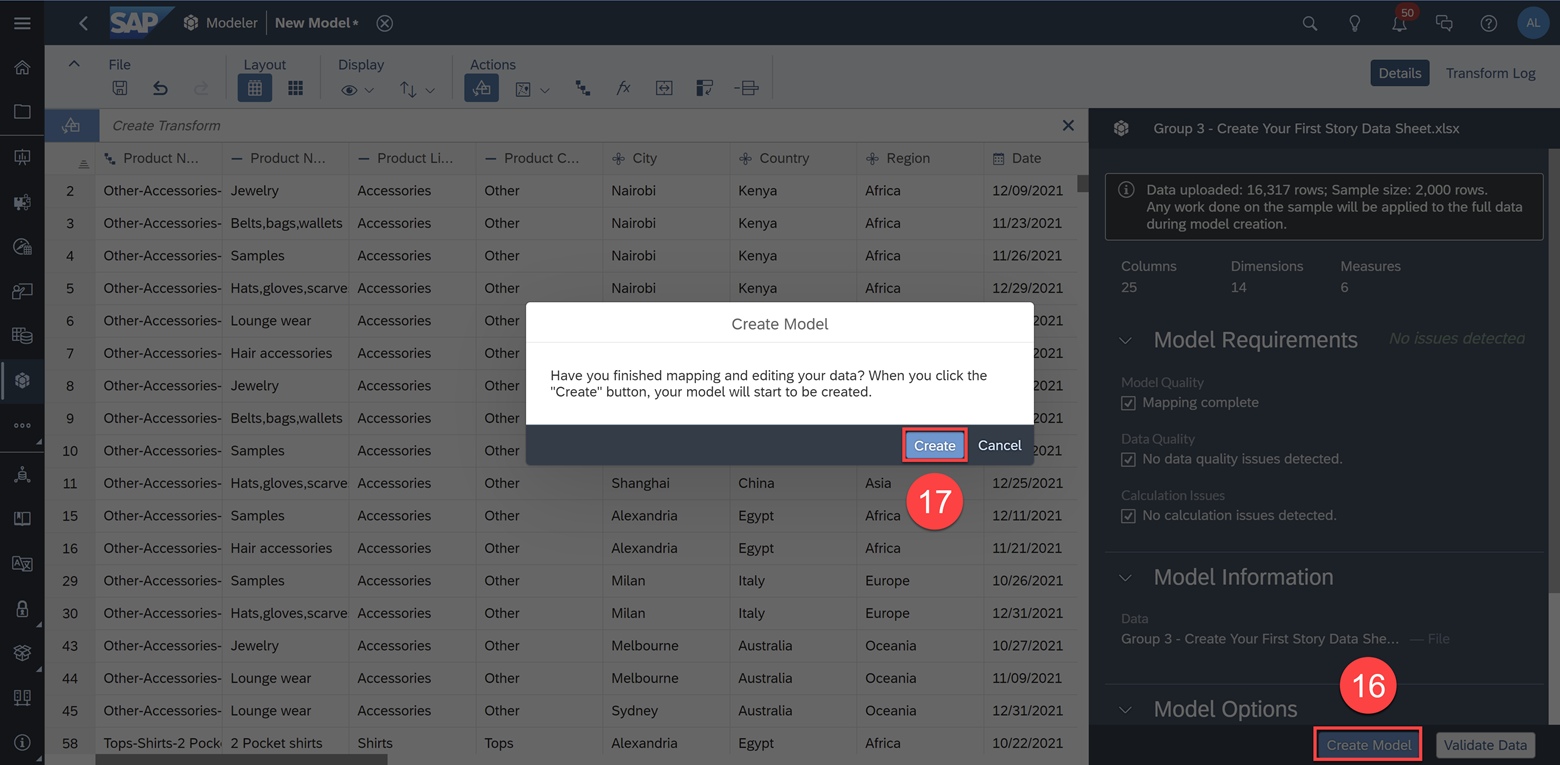 SAP Modeler New Model* 50 AL
File Layout Display Actions Details Transform Log
fx
Create Transform
Group 3 - Create Your First Story Data Sheet.xlsx
Product N... Product N... Product Li... Product C... City Country Region Date
2 Other-Accessories- Jewelry Accessories Other Nairobi Kenya Africa 12/09/2021
3 Other-Accessories- Belts,bags,wallets Accessories Other Nairobi Kenya Africa 11/23/2021
4 Other-Accessories- Samples Accessories Other Nairobi Kenya Africa 11/26/2021
5 Other-Accessories- Hats,gloves,scarve Accessories Other Nairobi Kenya Africa 12/29/2021
6 Other-Accessories- Lounge wear Accessories Other 2021
7 Other-Accessories- Hair accessories Accessories Other 2021
8 Other-Accessories- Jewelry Accessories Other 2021
9 Other-Accessories- Belts,bags,wallets Accessories Other 2021
10 Other-Accessories- Samples Accessories Other 2021
11 Other-Accessories- Hats,gloves,scarve Accessories Other Shanghai China Asia 12/25/2021
15 Other-Accessories- Samples Accessories Other Alexandria Egypt Africa 12/11/2021
16 Other-Accessories- Hair accessories Accessories Other Alexandria Egypt Africa 11/21/2021
29 Other-Accessories- Samples Accessories Other Milan Italy Europe 10/26/2021
30 Other-Accessories- Hats,gloves,scarve Accessories Other Milan Italy Europe 12/31/2021
43 Other-Accessories- Jewelry Accessories Other Melbourne Australia Oceania 10/27/2021
44 Other-Accessories- Lounge wear Accessories Other Melbourne Australia Oceania 11/09/2021
45 Other-Accessories- Lounge wear Accessories Other Sydney Australia Oceania 12/31/2021
58 Tops-Shirts-2 Pock 2 Pocket shirts Shirts Tops Alexandria Egypt Africa 10/22/2021
Create Model
Have you finished mapping and editing your data? When you click the
"Create" button, your model will start to be created.
Create Cancel
17
Data uploaded: 16,317 rows; Sample size: 2,000 rows.
Any work done on the sample will be applied to the full data
during model creation.
Columns Dimensions Measures
25 14 6
Model Requirements No issues detected
Model Quality
Mapping complete
Data Quality
No data quality issues detected.
Calculation Issues
No calculation issues detected.
Model Information
Data
Group 3 - Create Your First Story Data She... — File
16
Model Options
Create Model Validate Data